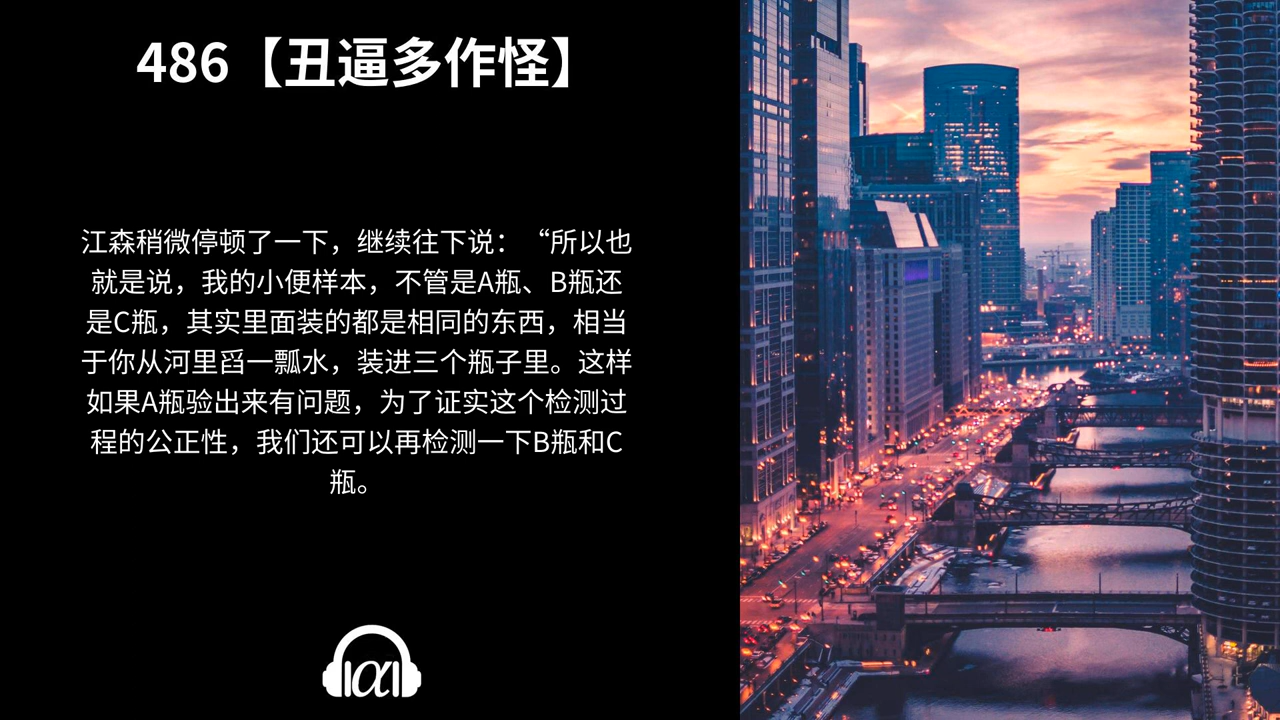 486【丑逼多作怪】
江森稍微停顿了一下，继续往下说：“所以也
就是说，我的小便样本，不管是A瓶、B瓶还
是C瓶，其实里面装的都是相同的东西，相当
于你从河里舀一瓢水，装进三个瓶子里。这样
如果A瓶验出来有问题，为了证实这个检测过
程的公正性，我们还可以再检测一下B瓶和C
瓶。